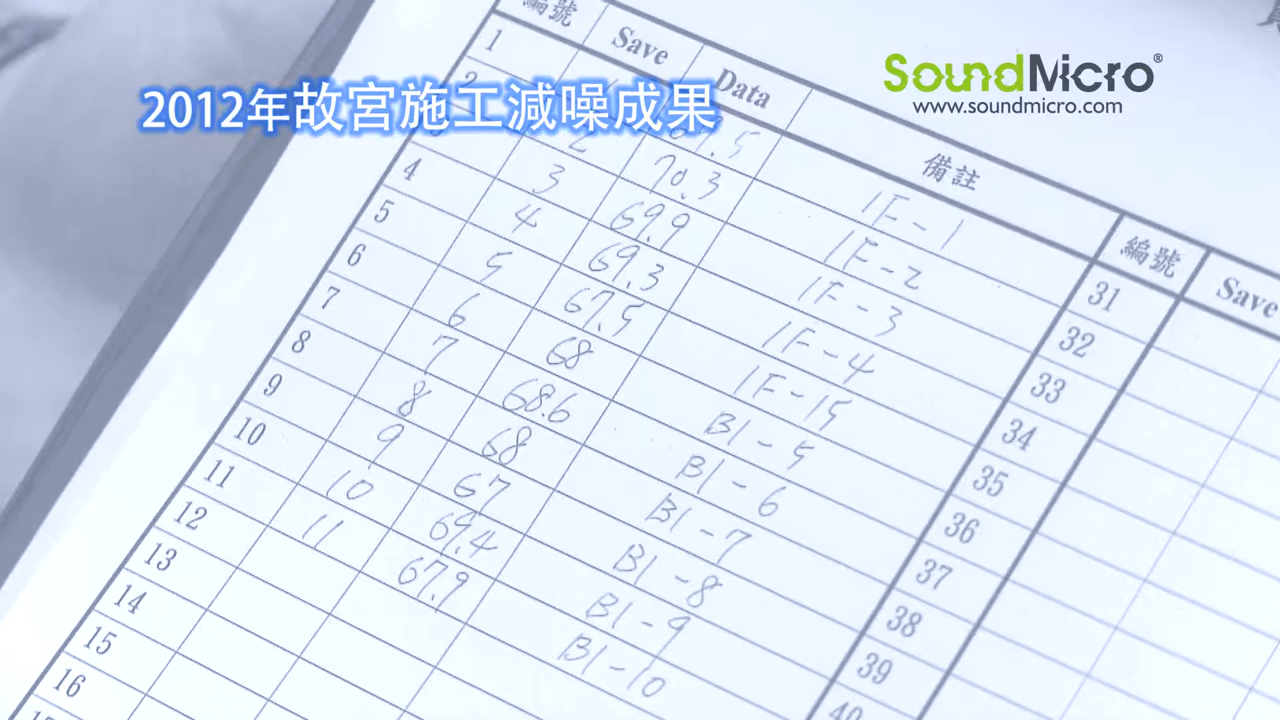 SoundMicro®
www.soundmicro.com
2012年故宮施工減噪成果
編號 Save Data 備註
1 1F-1
2 2 70.3 1F-2
3 3 69.9 1F-3
4 4 69.3 1F-4
5 5 67.5 1F-15
6 6 68 B1-5
7 7 68.6 B1-6
8 8 68 B1-7
9 9 67 B1-8
10 10 69.4 B1-9
11 11 67.9 B1-10
12
13
14
15
16
編號 Save
31
32
33
34
35
36
37
38
39
40